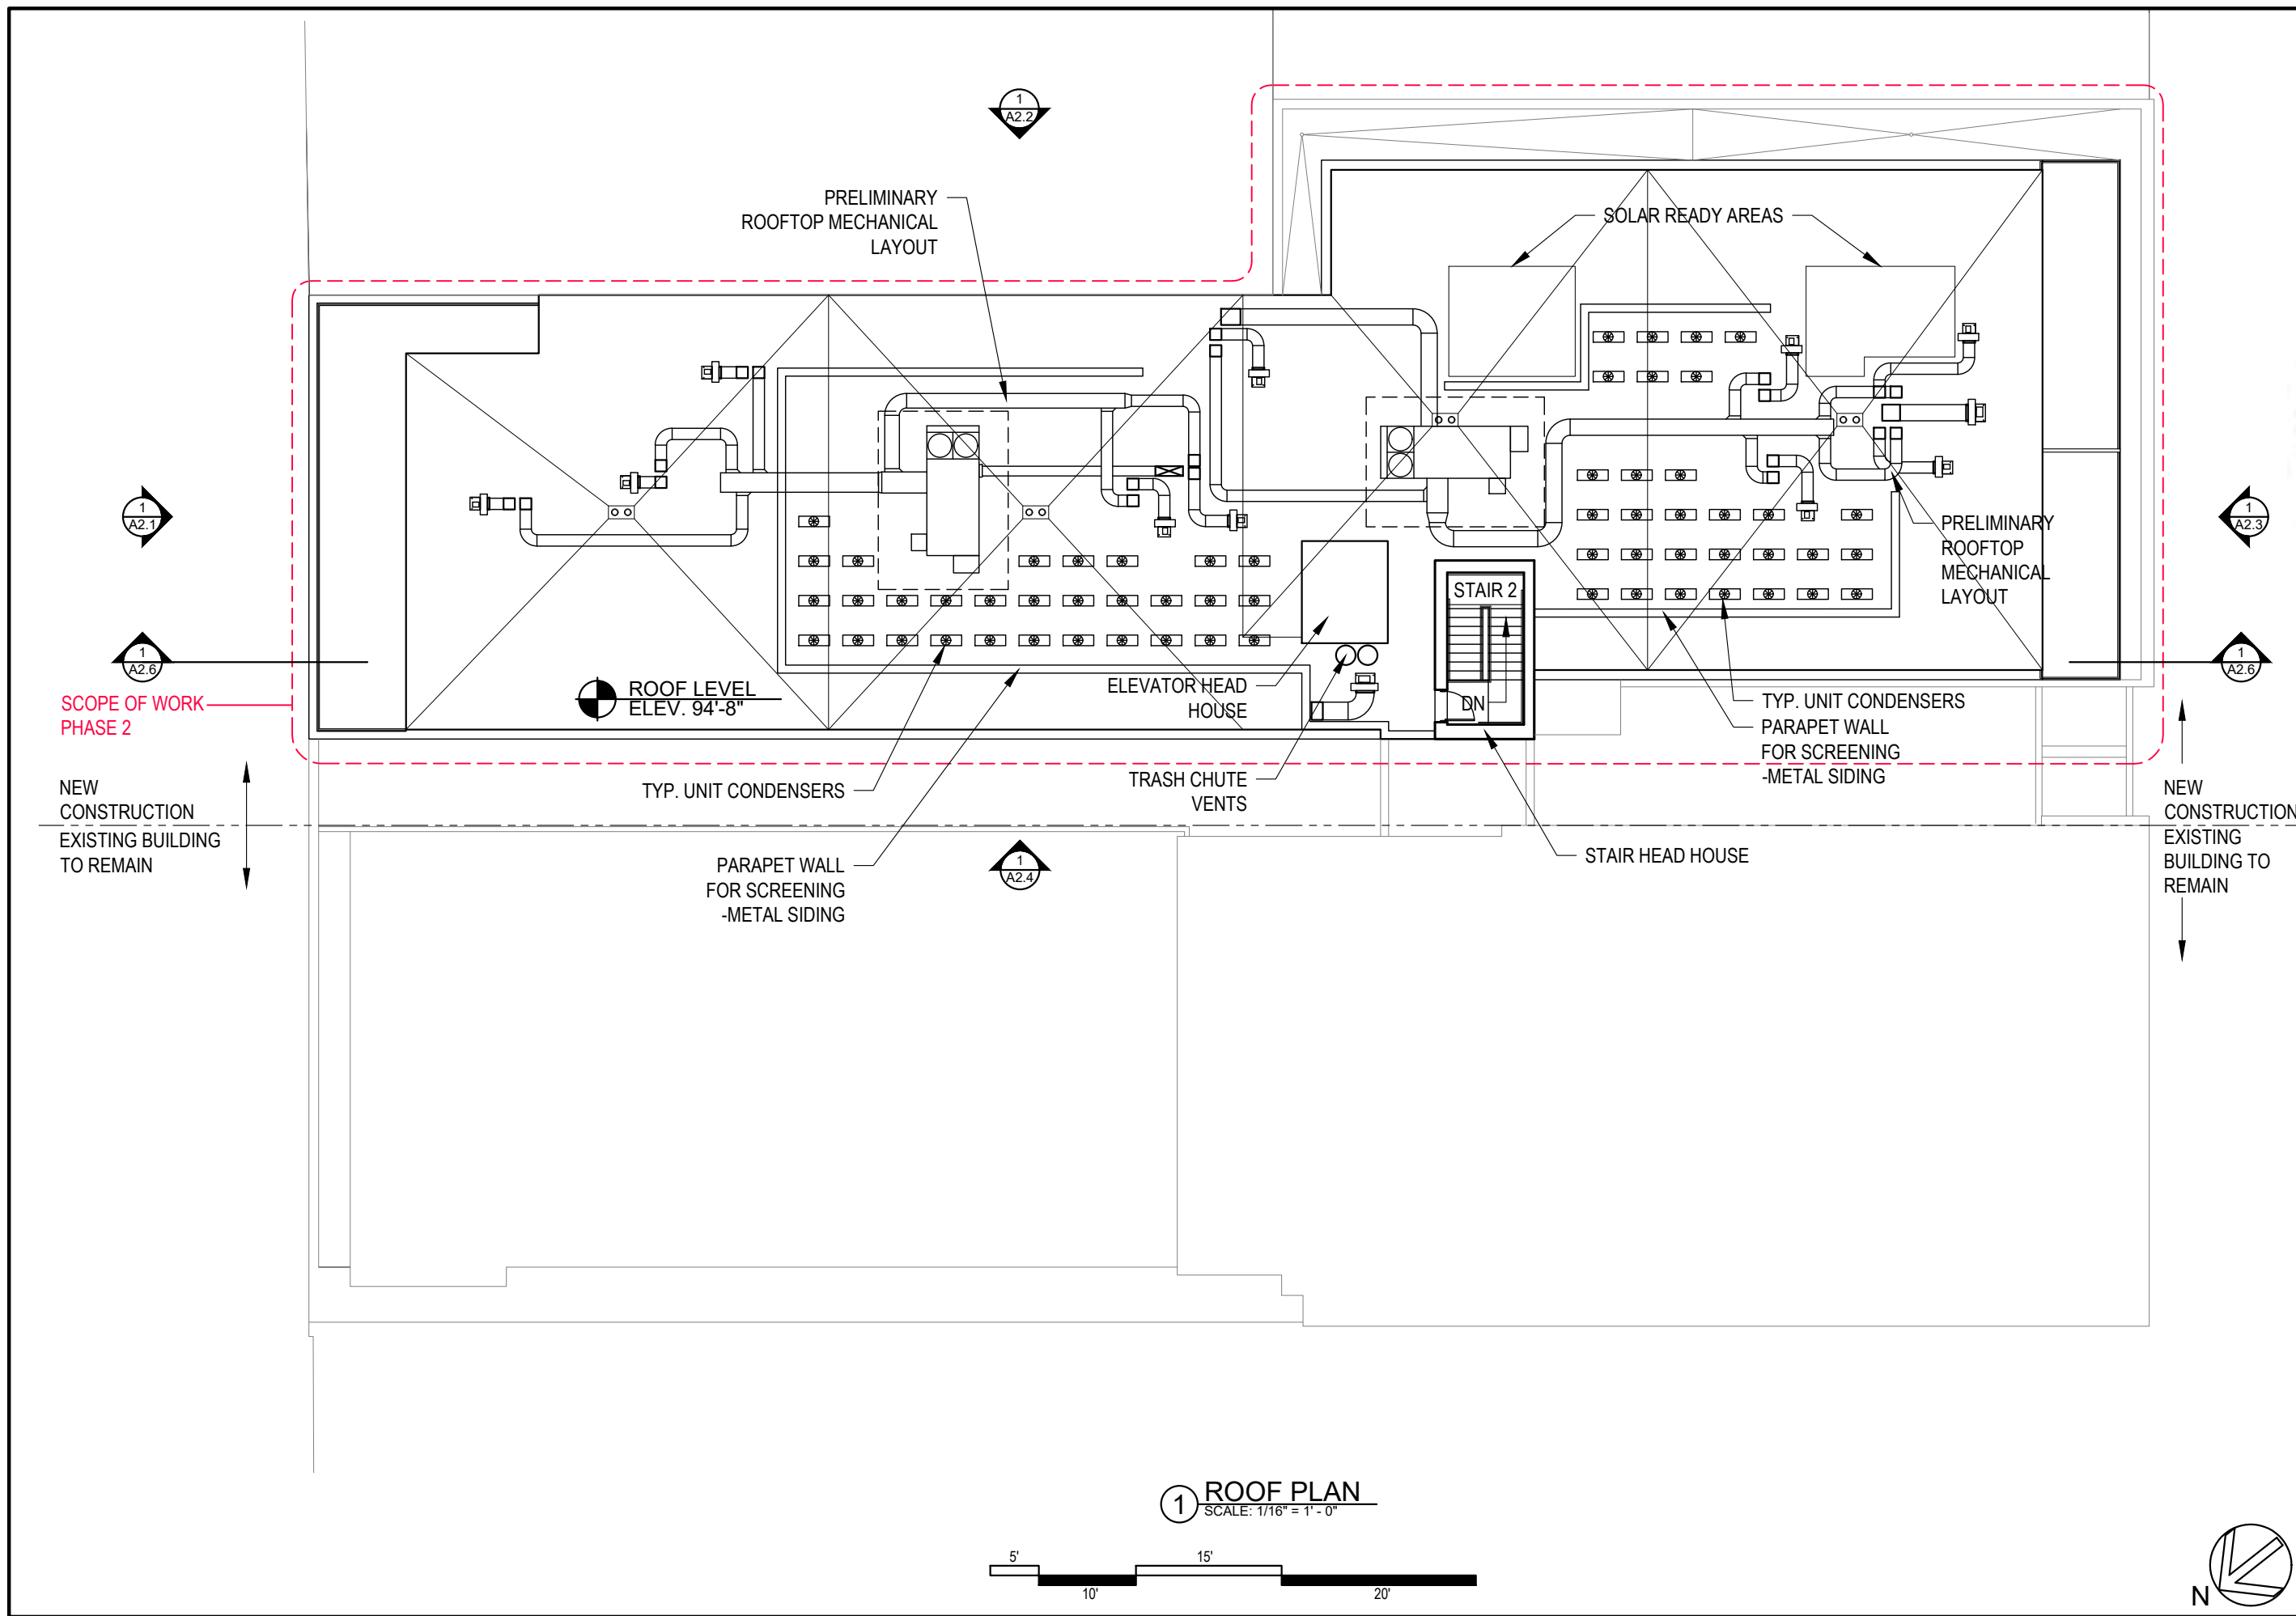 1
A2.2
PRELIMINARY
ROOFTOP MECHANICAL
LAYOUT
SOLAR READY AREAS
1
A2.1
1
A2.3
PRELIMINARY
ROOFTOP
MECHANICAL
LAYOUT
STAIR 2
DN
1
A2.6
1
A2.6
SCOPE OF WORK
PHASE 2
ROOF LEVEL
ELEV. 94'-8"
ELEVATOR HEAD
HOUSE
TYP. UNIT CONDENSERS
PARAPET WALL
FOR SCREENING
-METAL SIDING
NEW
CONSTRUCTION
EXISTING BUILDING
TO REMAIN
TYP. UNIT CONDENSERS
TRASH CHUTE
VENTS
NEW
CONSTRUCTION
EXISTING
BUILDING TO
REMAIN
PARAPET WALL
FOR SCREENING
-METAL SIDING
1
A2.4
STAIR HEAD HOUSE
1
ROOF PLAN
SCALE: 1/16" = 1' - 0"
5'
15'
10'
20'
N